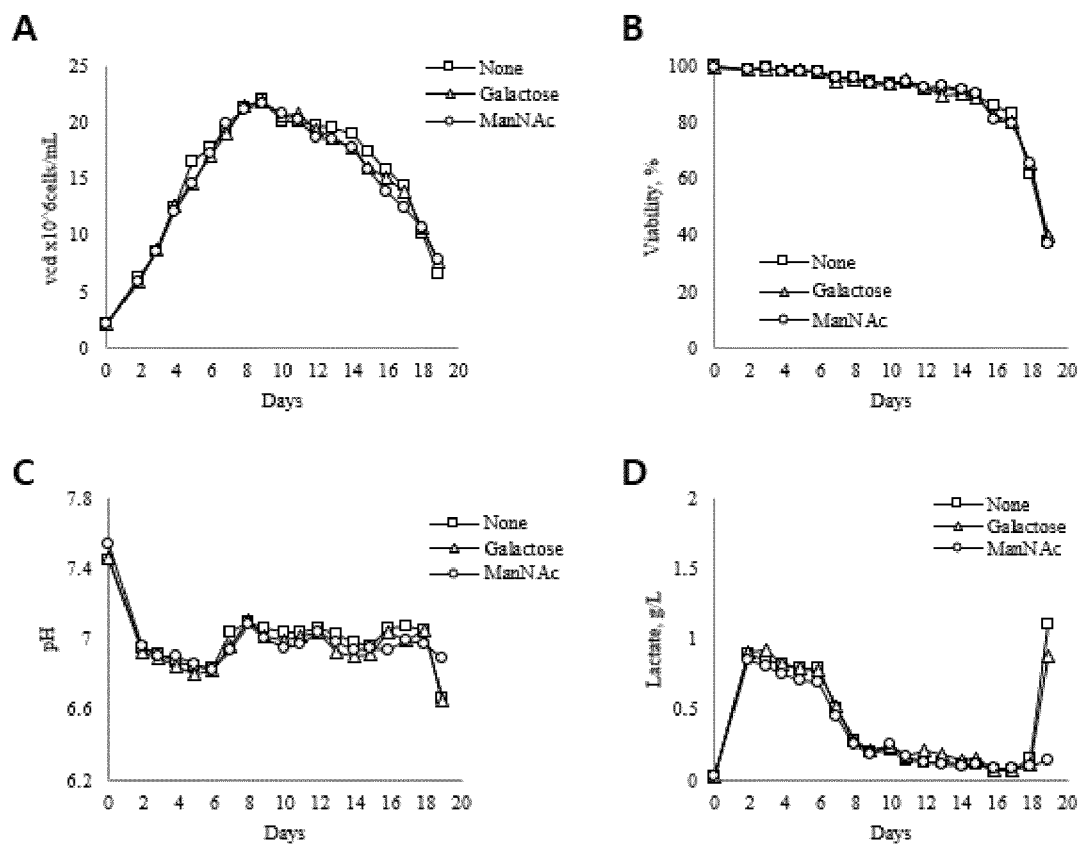 A
vcd x10^6cells/mL
25
20
15
10
5
0
0 2 4 6 8 10 12 14 16 18 20
Days
None
Galactose
ManNAc
B
Viability, %
100
80
60
40
20
0
0 2 4 6 8 10 12 14 16 18 20
Days
None
Galactose
ManNAc
C
pH
7.8
7.4
7
6.6
6.2
0 2 4 6 8 10 12 14 16 18 20
Days
None
Galactose
ManNAc
D
Lactate, g/L
2
1.5
1
0.5
0
0 2 4 6 8 10 12 14 16 18 20
Days
None
Galactose
ManNAc